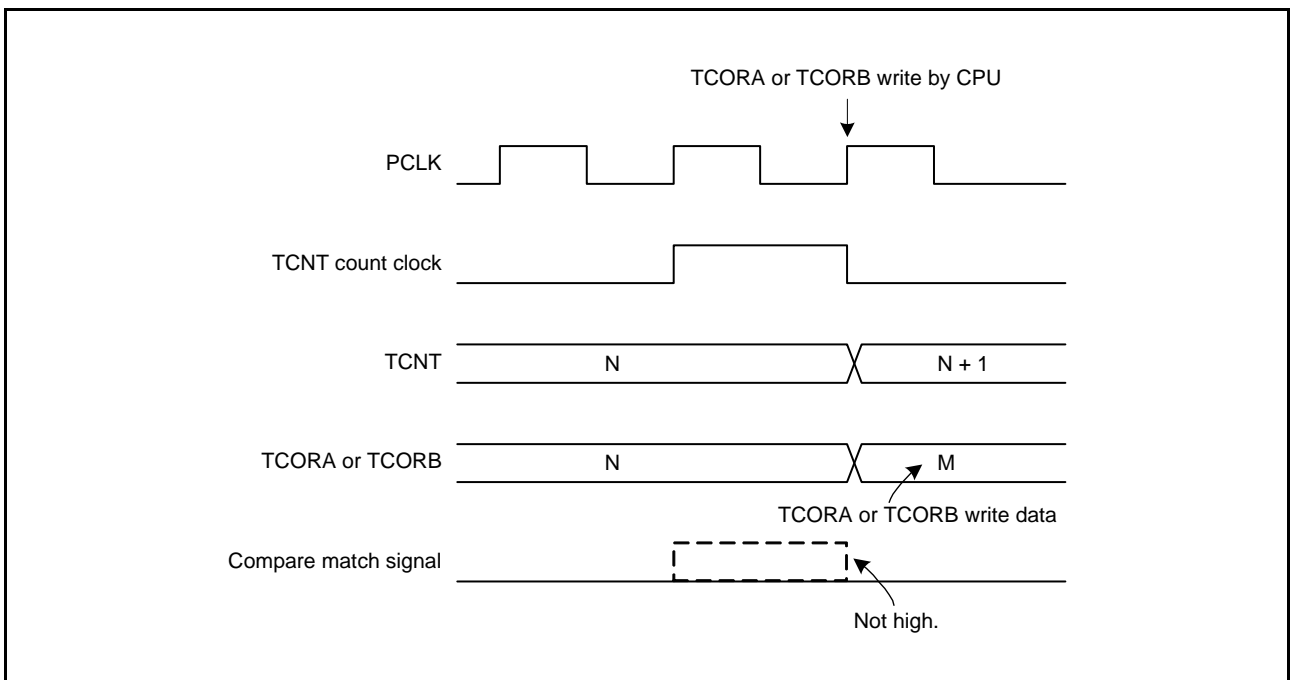 TCORA or TCORB write by CPU
PCLK
TCNT count clock
TCNT
N
N + 1
TCORA or TCORB
N
M
TCORA or TCORB write data
Compare match signal
Not high.